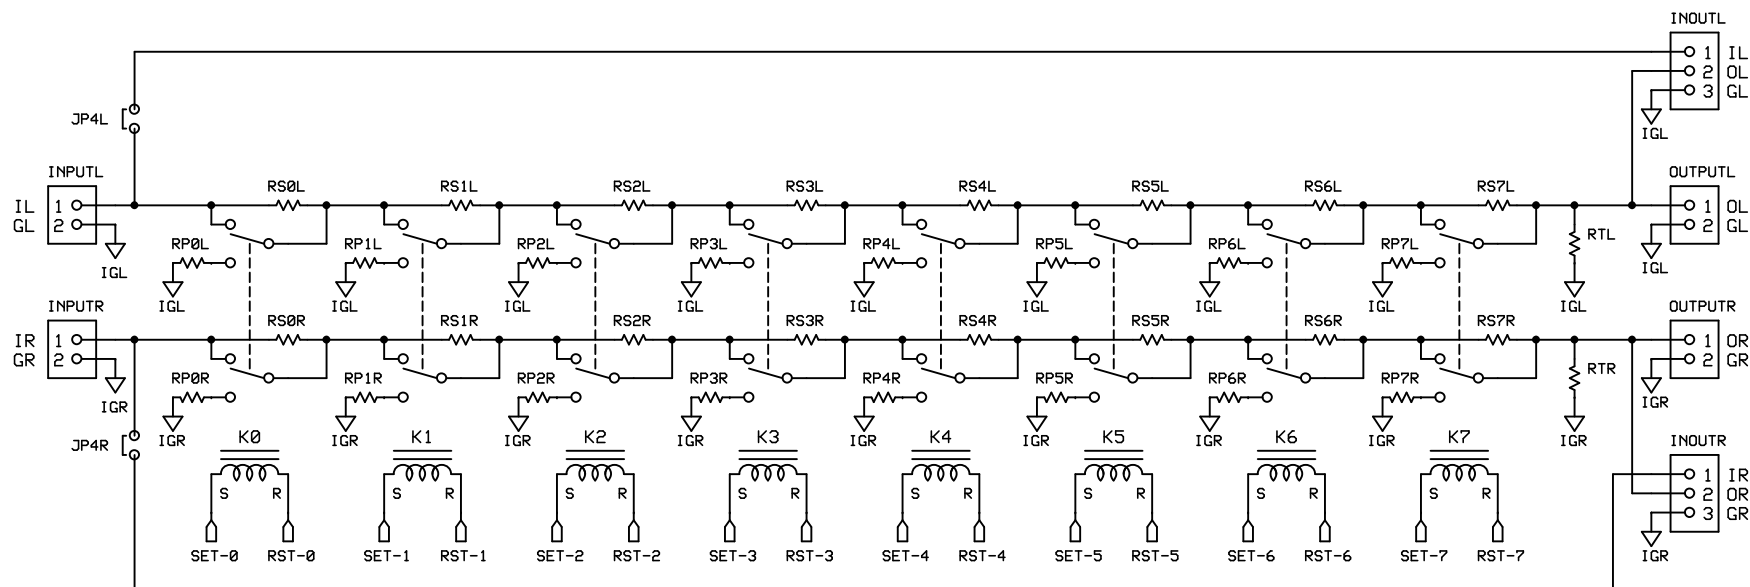 INOUTL
1 IL
2 OL
3 GL
IGL
JP4L
INPUTL
IL 1
GL 2
IGL
RS0L RS1L RS2L RS3L RS4L RS5L RS6L RS7L
OUTPUTL
1 OL
2 GL
IGL
RP0L RP1L RP2L RP3L RP4L RP5L RP6L RP7L
RTL
IGL IGL IGL IGL IGL IGL IGL IGL IGL
INPUTR
IR 1
GR 2
IGR
RS0R RS1R RS2R RS3R RS4R RS5R RS6R RS7R
OUTPUTR
1 OR
2 GR
IGR
RP0R RP1R RP2R RP3R RP4R RP5R RP6R RP7R
RTR
IGR IGR IGR IGR IGR IGR IGR IGR IGR
JP4R
K0 K1 K2 K3 K4 K5 K6 K7
S R S R S R S R S R S R S R S R
SET-0 RST-0 SET-1 RST-1 SET-2 RST-2 SET-3 RST-3 SET-4 RST-4 SET-5 RST-5 SET-6 RST-6 SET-7 RST-7
INOUTR
1 IR
2 OR
3 GR
IGR